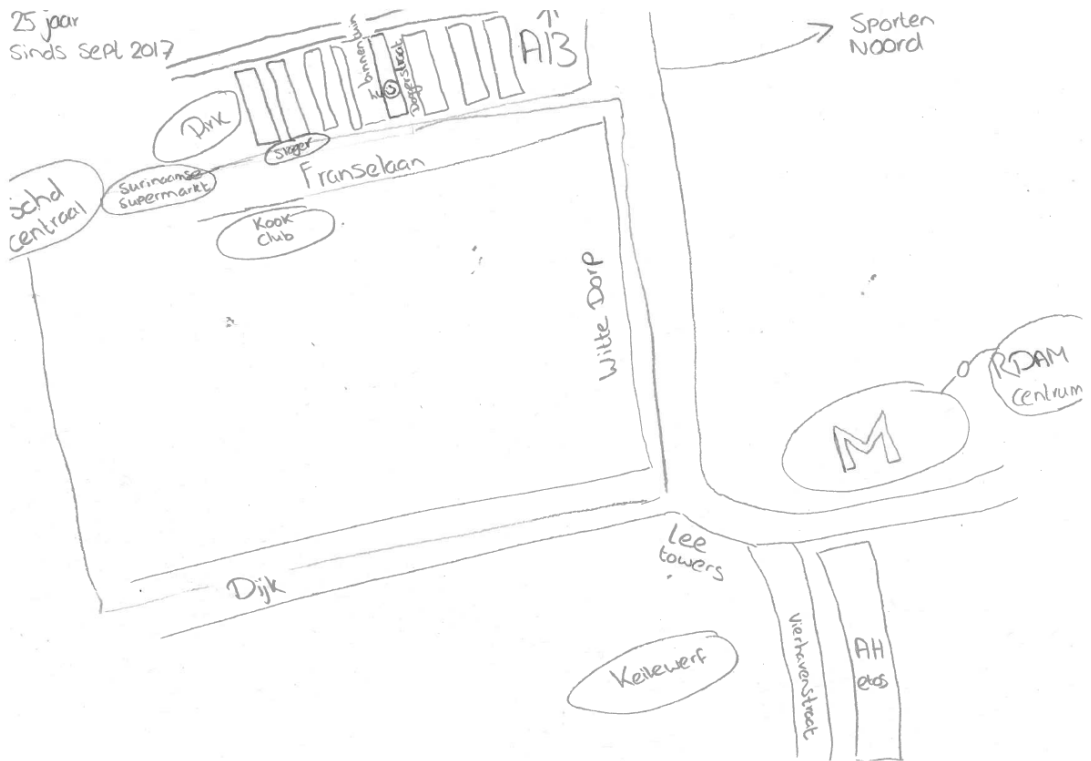 25 jaar
Sinds Sept 2017
Sporten
Noord
A13
binnentuin
Doggerstraat
Dirk
Slager
Franselaan
Surinaamse
Supermarkt
Schd
centraal
Kook
club
Witte Dorp
RDAM
centrum
M
Lee
towers
Dijk
Vierhavenstraat
AH
etos
Keilewerf